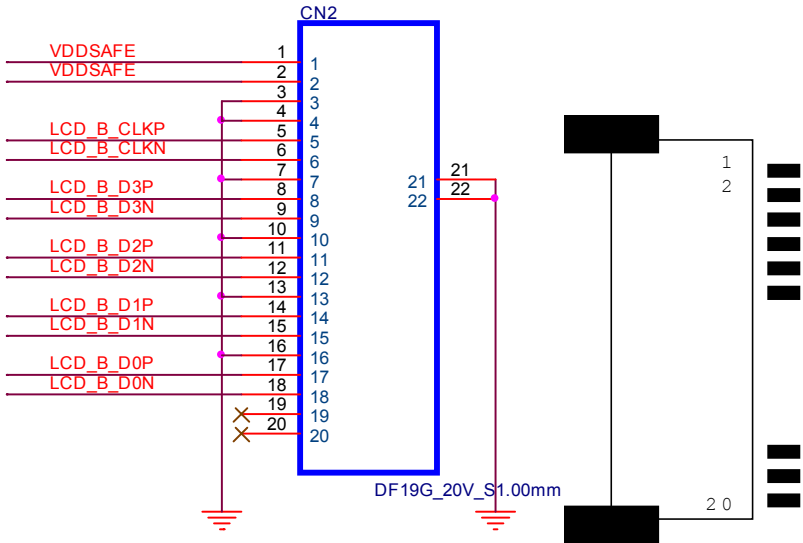 CN2
VDDSAFE 1 1
VDDSAFE 2 2
3 3
4 4
LCD_B_CLKP 5 5
LCD_B_CLKN 6 6
7 7
LCD_B_D3P 8 8
LCD_B_D3N 9 9
10 10
LCD_B_D2P 11 11
LCD_B_D2N 12 12
13 13
LCD_B_D1P 14 14
LCD_B_D1N 15 15
16 16
LCD_B_D0P 17 17
LCD_B_D0N 18 18
19 19
20 20
21 21
22 22
DF19G_20V_S1.00mm
1
2
20